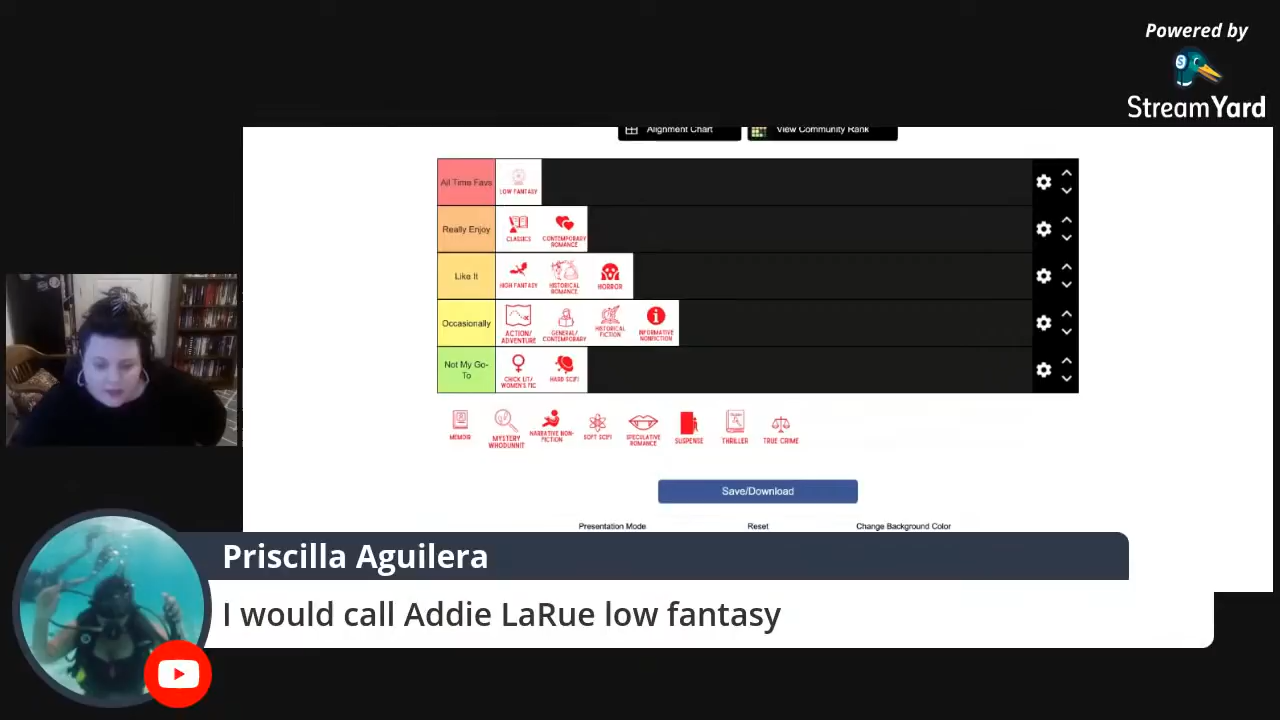 Powered by
StreamYard
Alignment Chart
View Community Rank
All Time Favs
LOW FANTASY
Really Enjoy
CLASSICS
CONTEMPORARY
ROMANCE
Like It
HIGH FANTASY
HISTORICAL
ROMANCE
HORROR
Occasionally
ACTION/
ADVENTURE
GENERAL/
CONTEMPORARY
HISTORICAL
FICTION
INFORMATIVE
NONFICTION
Not My Go-
To
CHICK LIT/
WOMEN'S FIC
HARD SCIFI
MEMOIR
MYSTERY
WHODUNNIT
NARRATIVE NON-
FICTION
SOFT SCIFI
SPECULATIVE
ROMANCE
SUSPENSE
THRILLER
TRUE CRIME
Save/Download
Presentation Mode
Reset
Change Background Color
Priscilla Aguilera
I would call Addie LaRue low fantasy